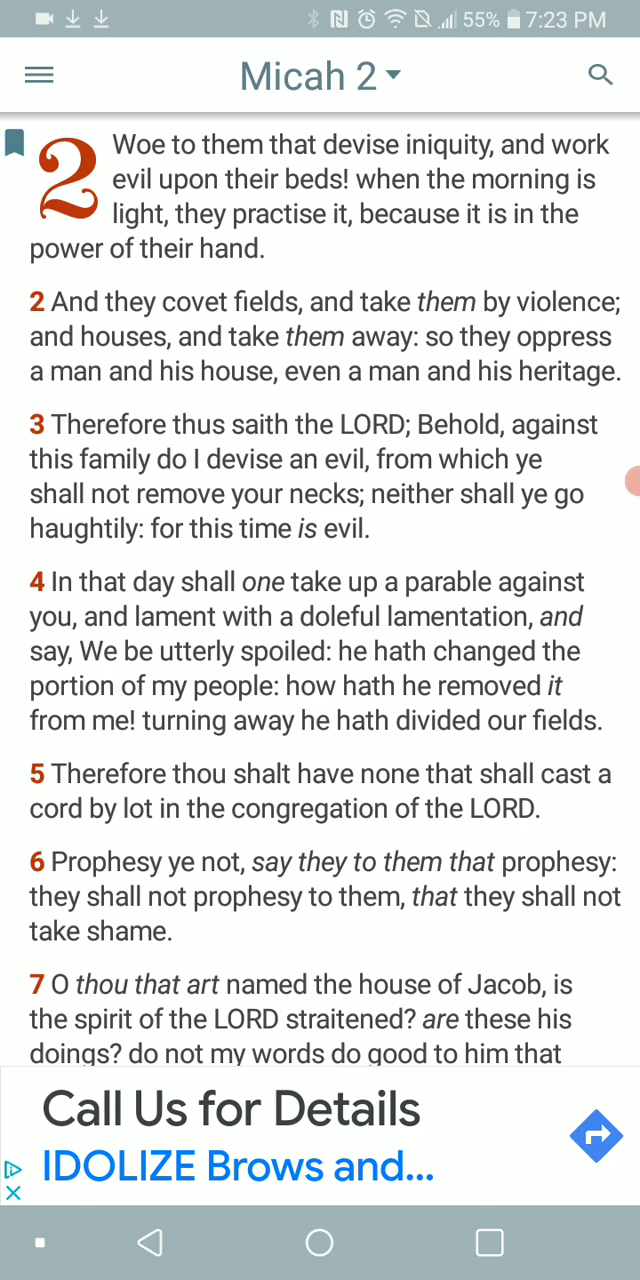 55% 7:23 PM
Micah 2
2 Woe to them that devise iniquity, and work
evil upon their beds! when the morning is
light, they practise it, because it is in the
power of their hand.
2 And they covet fields, and take them by violence;
and houses, and take them away: so they oppress
a man and his house, even a man and his heritage.
3 Therefore thus saith the LORD; Behold, against
this family do I devise an evil, from which ye
shall not remove your necks; neither shall ye go
haughtily: for this time is evil.
4 In that day shall one take up a parable against
you, and lament with a doleful lamentation, and
say, We be utterly spoiled: he hath changed the
portion of my people: how hath he removed it
from me! turning away he hath divided our fields.
5 Therefore thou shalt have none that shall cast a
cord by lot in the congregation of the LORD.
6 Prophesy ye not, say they to them that prophesy:
they shall not prophesy to them, that they shall not
take shame.
7 O thou that art named the house of Jacob, is
the spirit of the LORD straitened? are these his
doings? do not my words do good to him that
Call Us for Details
IDOLIZE Brows and...